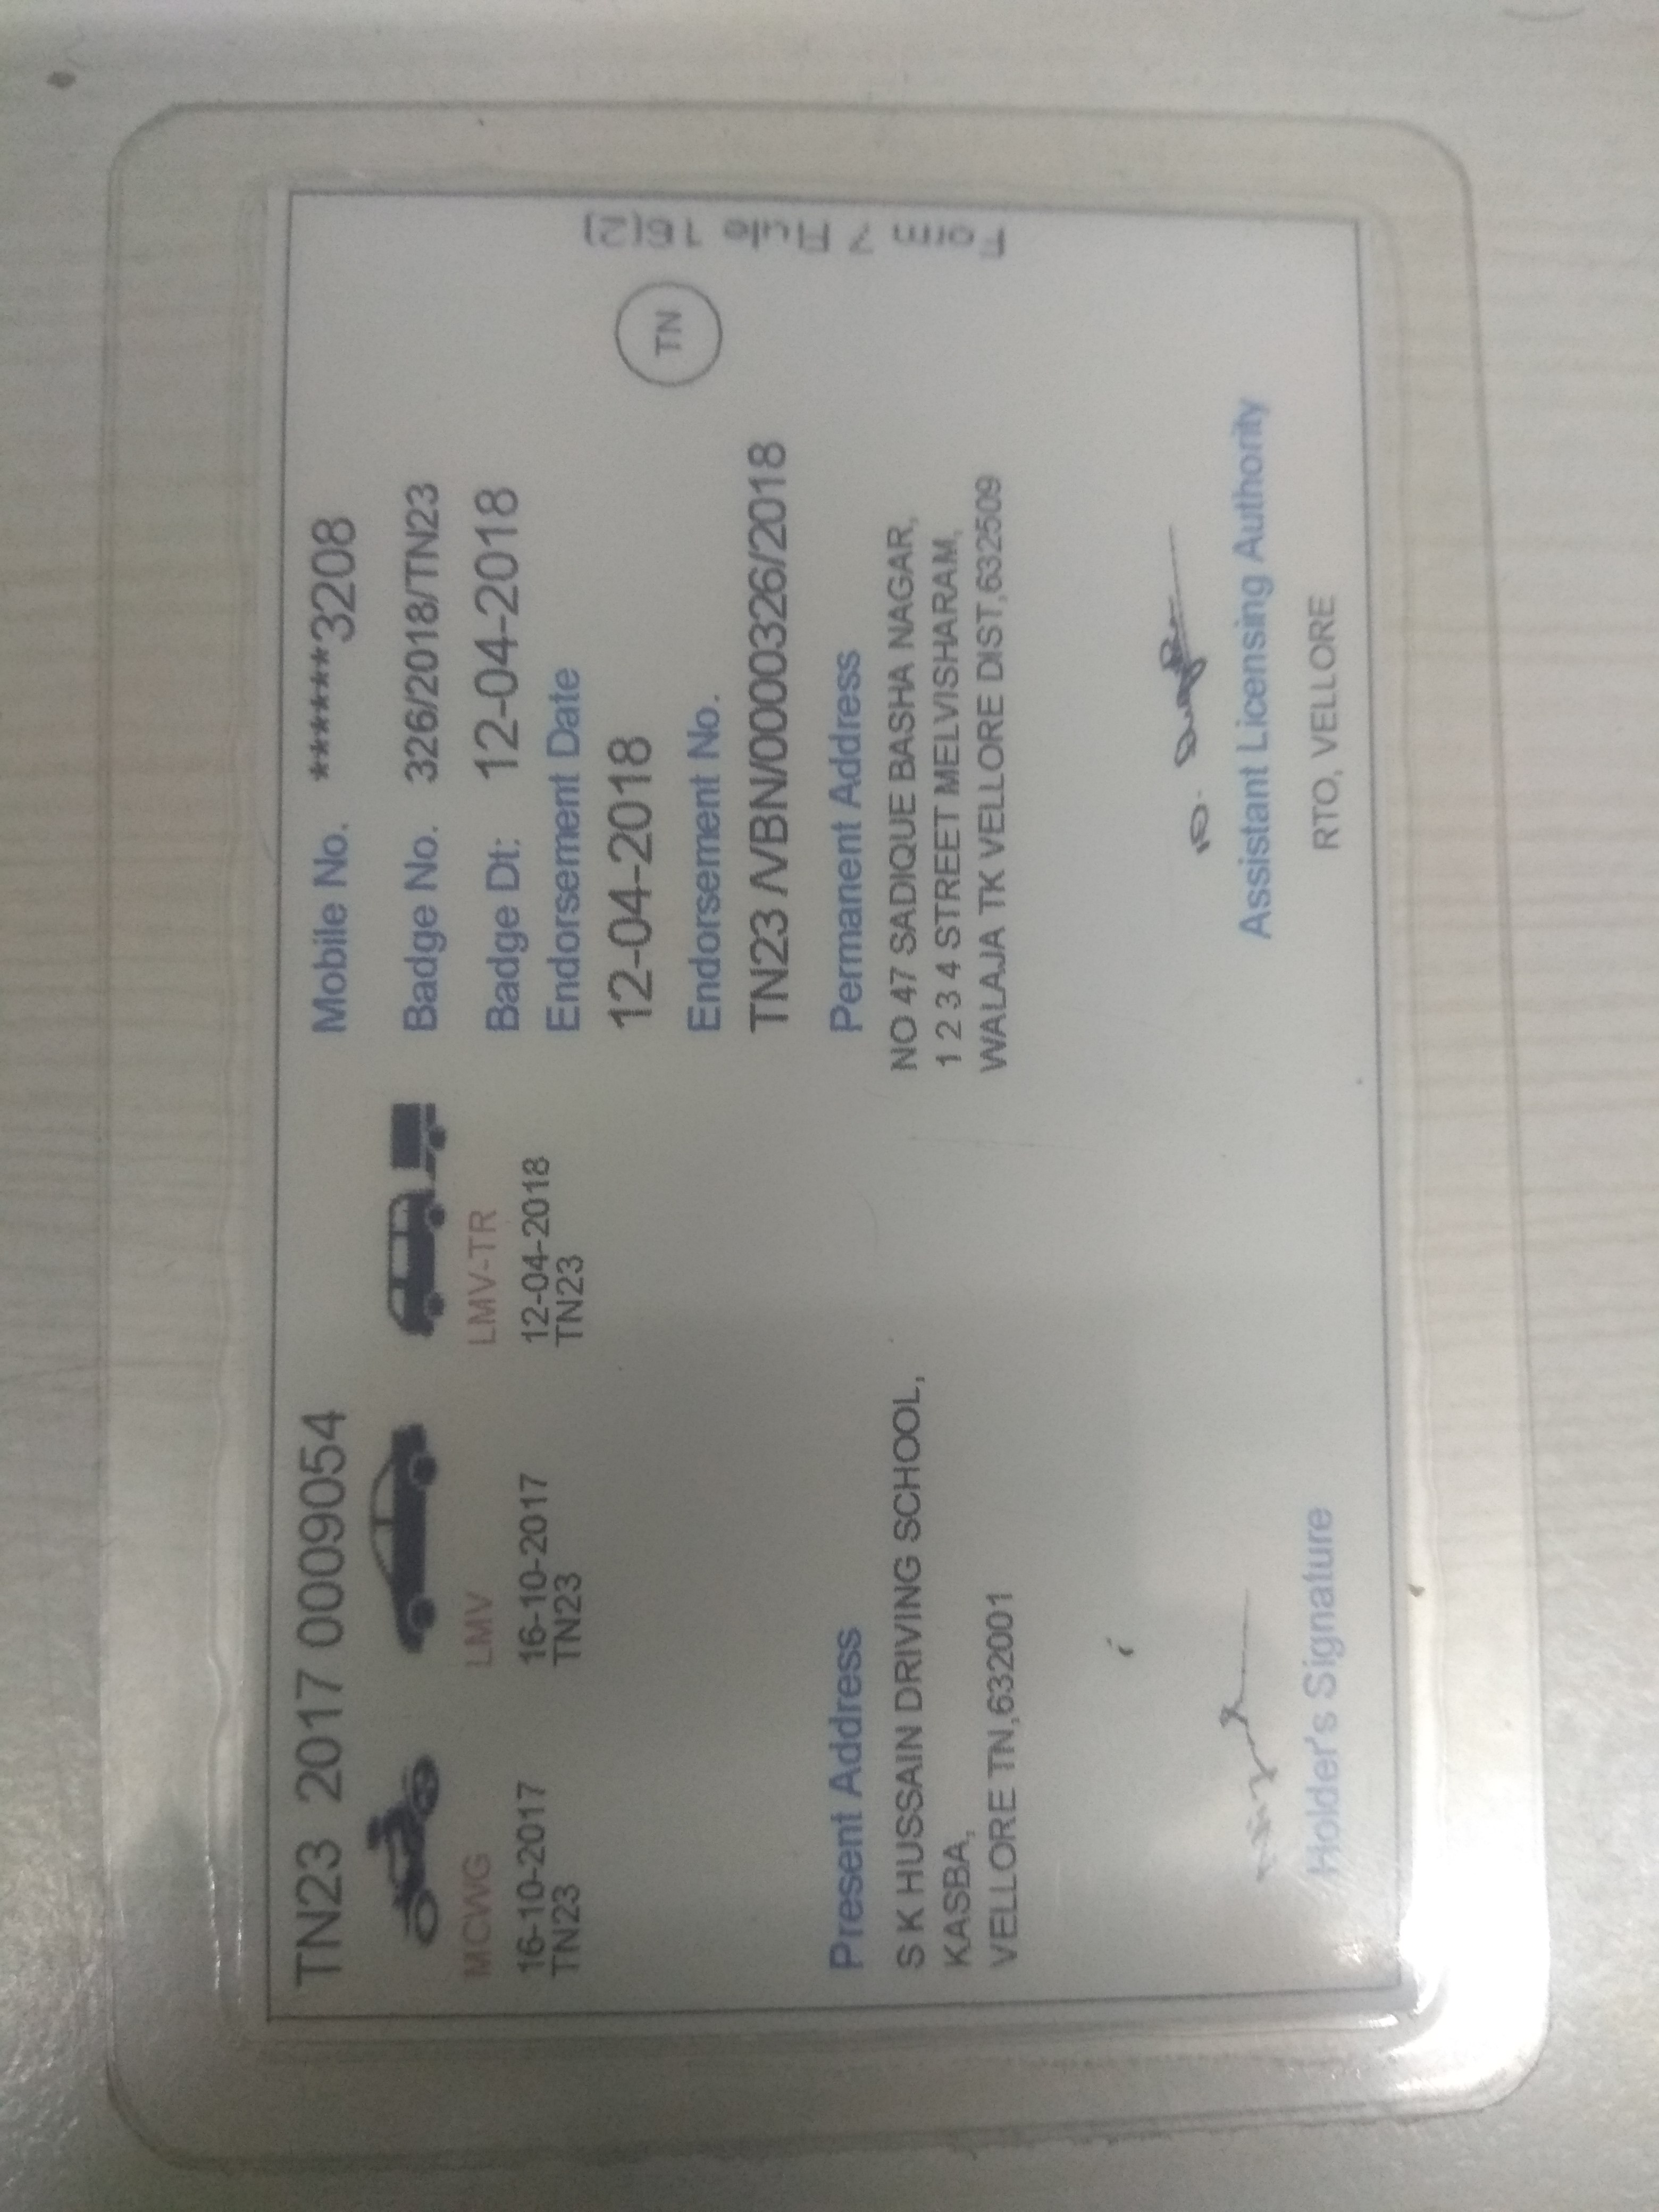 TN23 2017 0009054
MCWG
16-10-2017
TN23
LMV
16-10-2017
TN23
LMV-TR
12-04-2018
TN23
Mobile No. ******3208
Badge No. 326/2018/TN23
Badge Dt: 12-04-2018
Endorsement Date
12-04-2018
Endorsement No.
TN23 /VBN/0000326/2018
TN
Form 7 Rule 16(2)
Present Address
S K HUSSAIN DRIVING SCHOOL,
KASBA,
VELLORE TN,632001
Permanent Address
NO 47 SADIQUE BASHA NAGAR,
1 2 3 4 STREET MELVISHARAM,
WALAJA TK VELLORE DIST,632509
Holder's Signature
Assistant Licensing Authority
RTO, VELLORE